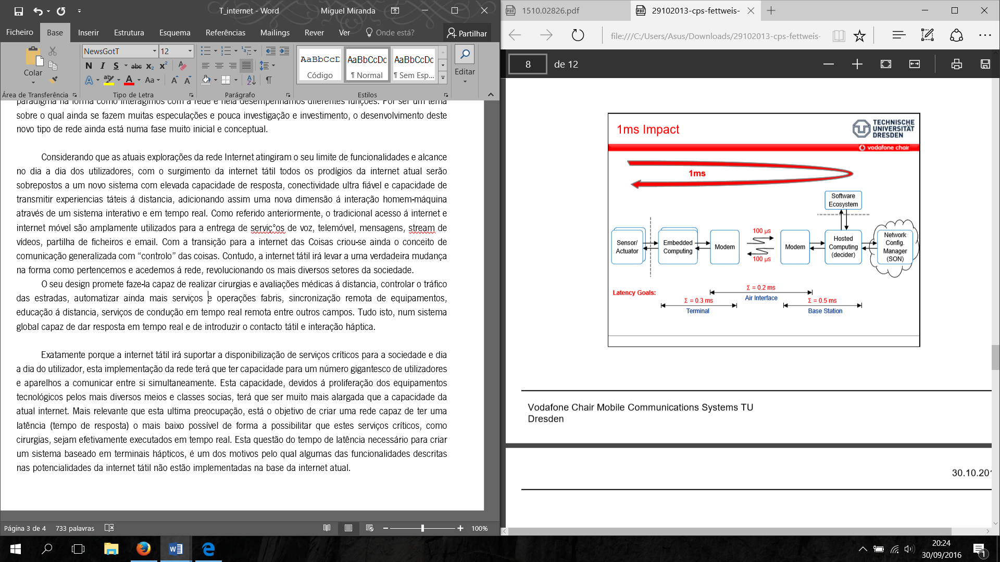 T_internet - Word
Miguel Miranda
Ficheiro
Base
Inserir
Estrutura
Esquema
Referências
Mailings
Rever
Ver
Onde está?
Partilhar
Colar
NewsGotT
12
N I S abc x₂ x²
A ab A Aa A A
AaBbCcD
AaBbCcDd
AaBbCcDd
Código
¶ Normal
¶ Sem Esp...
Editar
Área de Transferência
Tipo de Letra
Parágrafo
Estilos
paradigma na forma como interagimos com a rede e nela desempenhamos diferentes funções. Por ser um tema
sobre o qual ainda se fazem muitas especulações e pouca investigação e investimento, o desenvolvimento deste
novo tipo de rede ainda está numa fase muito inicial e conceptual.
Considerando que as atuais explorações da rede Internet atingiram o seu limite de funcionalidades e alcance
no dia a dia dos utilizadores, com o surgimento da internet tátil todos os prodígios da internet atual serão
sobrepostos a um novo sistema com elevada capacidade de resposta, conectividade ultra fiável e capacidade de
transmitir experiencias táteis á distancia, adicionando assim uma nova dimensão á interação homem-máquina
através de um sistema interativo e em tempo real. Como referido anteriormente, o tradicional acesso á internet e
internet móvel são amplamente utilizados para a entrega de serviç°os de voz, telemóvel, mensagens, stream de
vídeos, partilha de ficheiros e email. Com a transição para a internet das Coisas criou-se ainda o conceito de
comunicação generalizada com “controlo” das coisas. Contudo, a internet tátil irá levar a uma verdadeira mudança
na forma como pertencemos e acedemos á rede, revolucionando os mais diversos setores da sociedade.
O seu design promete faze-la capaz de realizar cirurgias e avaliações médicas á distancia, controlar o tráfico
das estradas, automatizar ainda mais serviços e operações fabris, sincronização remota de equipamentos,
educação á distancia, serviços de condução em tempo real remota entre outros campos. Tudo isto, num sistema
global capaz de dar resposta em tempo real e de introduzir o contacto tátil e interação háptica.
Exatamente porque a internet tátil irá suportar a disponibilização de serviços críticos para a sociedade e dia
a dia do utilizador, esta implementação da rede terá que ter capacidade para um número gigantesco de utilizadores
e aparelhos a comunicar entre si simultaneamente. Esta capacidade, devidos á proliferação dos equipamentos
tecnológicos pelos mais diversos meios e classes socias, terá que ser muito mais alargada que a capacidade da
atual internet. Mais relevante que esta ultima preocupação, está o objetivo de criar uma rede capaz de ter uma
latência (tempo de resposta) o mais baixo possível de forma a possibilitar que estes serviços críticos, como
cirurgias, sejam efetivamente executados em tempo real. Esta questão do tempo de latência necessário para criar
um sistema baseado em terminais hápticos, é um dos motivos pelo qual algumas das funcionalidades descritas
nas potencialidades da internet tátil não estão implementadas na base da internet atual.
Página 3 de 4
733 palavras
100%
1510.02826.pdf
29102013-cps-fettweis-
file:///C:/Users/Asus/Downloads/29102013-cps-fettweis-
8
de 12
1ms Impact
TECHNISCHE
UNIVERSITÄT
DRESDEN
vodafone chair
1ms
Software
Ecosystem
Sensor/
Actuator
Embedded
Computing
Modem
100 µs
100 µs
Modem
Hosted
Computing
(decider)
Network
Config.
Manager
(SON)
Latency Goals:
Σ = 0.2 ms
Air Interface
Σ = 0.3 ms
Terminal
Σ = 0.5 ms
Base Station
Vodafone Chair Mobile Communications Systems TU
Dresden
30.10.201
20:24
30/09/2016
1